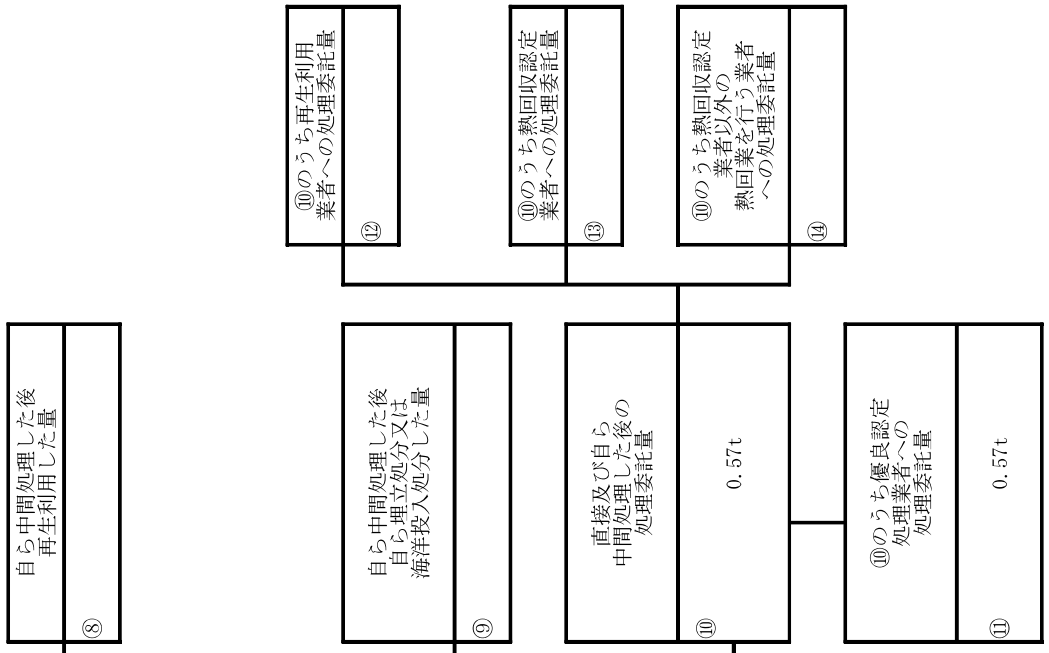 自ら中間処理した後
再生利用した量
⑧
自ら中間処理した後
自ら埋立処分又は
海洋投入処分した量
⑨
直接及び自ら
中間処理した後の
処理委託量
⑩
0.57t
⑩のうち優良認定
処理業者への
処理委託量
⑪
0.57t
⑩のうち再生利用
業者への処理委託量
⑫
⑩のうち熱回収認定
業者への処理委託量
⑬
⑩のうち熱回収認定
業者以外の
熱回業を行う業者
への処理委託量
⑭